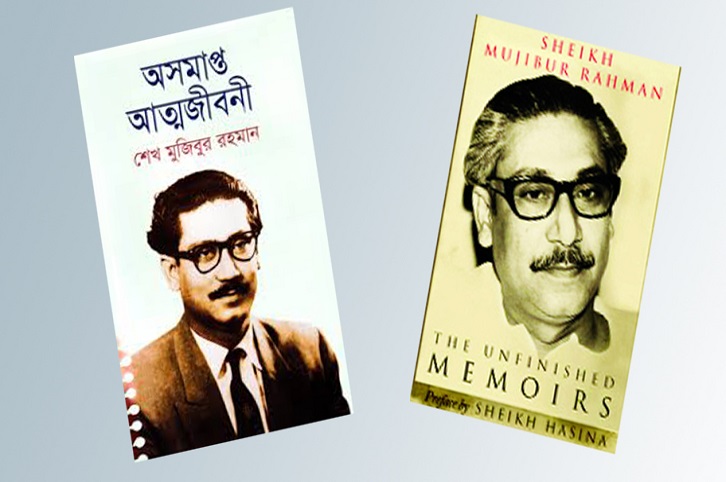 অসমাপ্ত
আত্মজীবনী
শেখ মুজিবুর রহমান
SHEIKH
MUJIBUR RAHMAN
THE UNFINISHED
MEMOIRS
Preface by SHEIKH HASINA